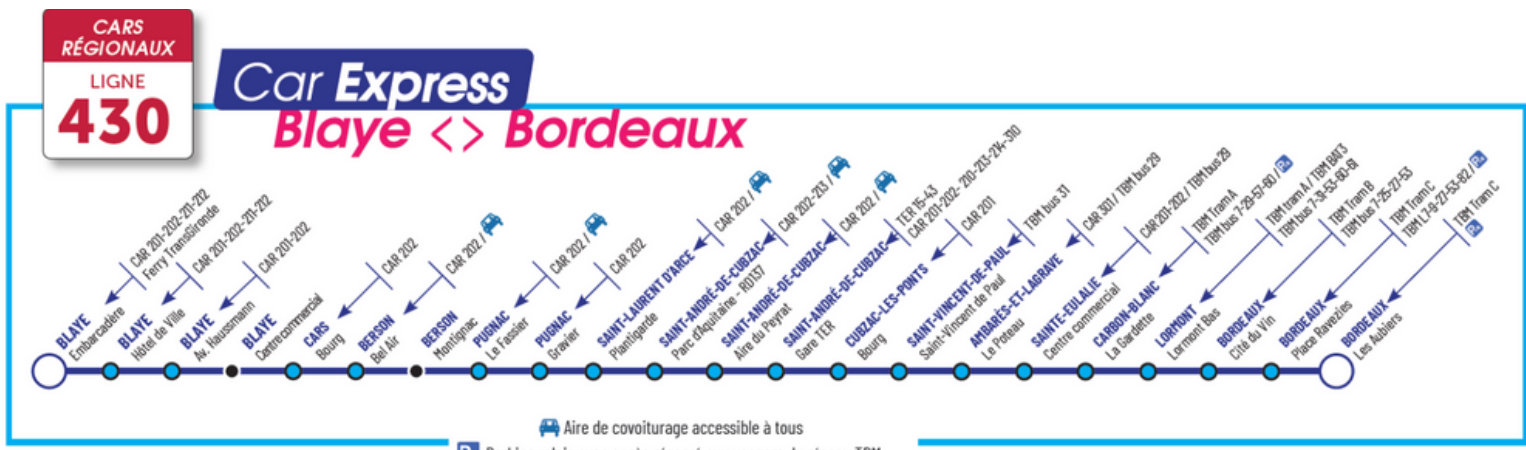 CARS
RÉGIONAUX
LIGNE
430
Car Express
Blaye <> Bordeaux
BLAYE
Embarcadère
CAR 201-202-211-212
Ferry TransGironde
BLAYE
Hôtel de Ville
CAR 201-202-211-212
BLAYE
Av. Haussmann
CAR 201-202
BLAYE
Centre commercial
CARS
Bourg
CAR 202
BERSON
Bel Air
CAR 202 /
BERSON
Montignac
PUGNAC
Le Fassier
CAR 202 /
PUGNAC
Gravier
CAR 202
SAINT-LAURENT D'ARCE
Plantigarde
CAR 202 /
SAINT-ANDRÉ-DE-CUBZAC
Parc d'Aquitaine - RD137
CAR 202-213 /
SAINT-ANDRÉ-DE-CUBZAC
Aire du Peyrat
CAR 202 /
SAINT-ANDRÉ-DE-CUBZAC
Gare TER
TER 15-43
CAR 201-202- 210-213-214-310
CUBZAC-LES-PONTS
Bourg
CAR 201
SAINT-VINCENT-DE-PAUL
Saint-Vincent de Paul
TBM bus 31
AMBARÈS-ET-LAGRAVE
Le Poteau
CAR 301 / TBM bus 29
SAINTE-EULALIE
Centre commercial
CAR 201-202 / TBM bus 29
CARBON-BLANC
La Gardette
TBM Tram A
TBM bus 7-29-57-60 /
LORMONT
Lormont Bas
TBM tram A / TBM BAT3
TBM bus 7-31-53-60-61
BORDEAUX
Cité du Vin
TBM Tram B
TBM bus 7-25-27-53
BORDEAUX
Place Ravezies
TBM Tram C
TBM L 7-9-27-53-82 /
BORDEAUX
Les Aubiers
TBM Tram C
Aire de covoiturage accessible à tous